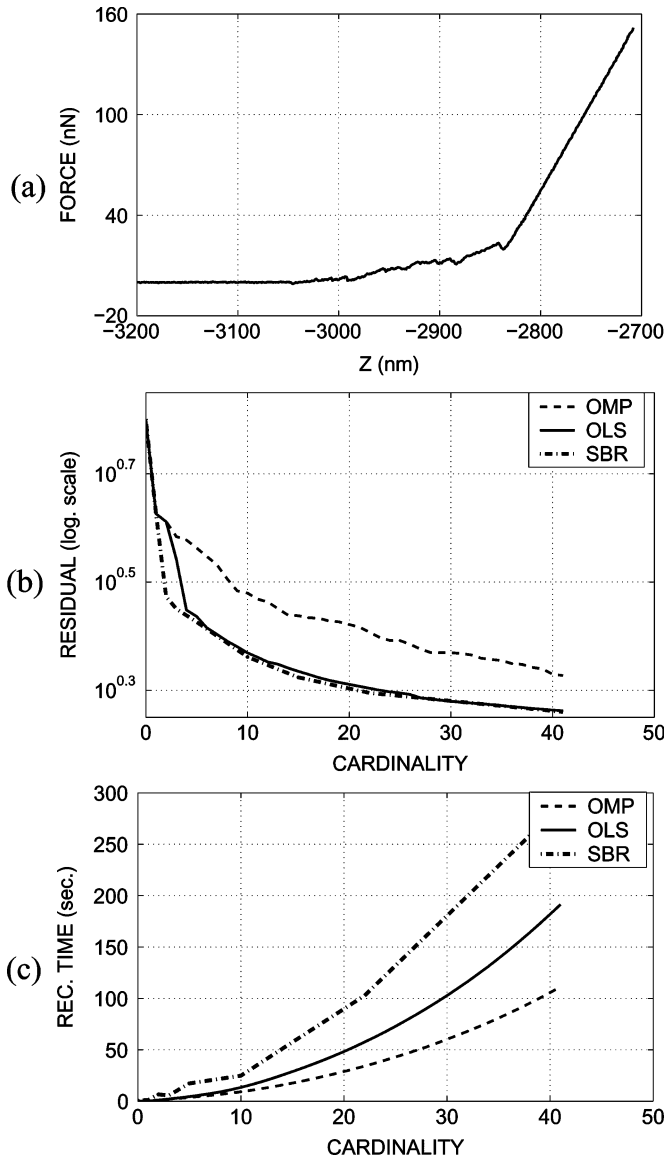 (a)
FORCE (nN)
160
100
40
−20
−3200 −3100 −3000 −2900 −2800 −2700
Z (nm)
(b)
RESIDUAL (log. scale)
10^0.7
10^0.5
10^0.3
OMP
OLS
SBR
0 10 20 30 40 50
CARDINALITY
(c)
REC. TIME (sec.)
300
250
200
150
100
50
0
OMP
OLS
SBR
0 10 20 30 40 50
CARDINALITY